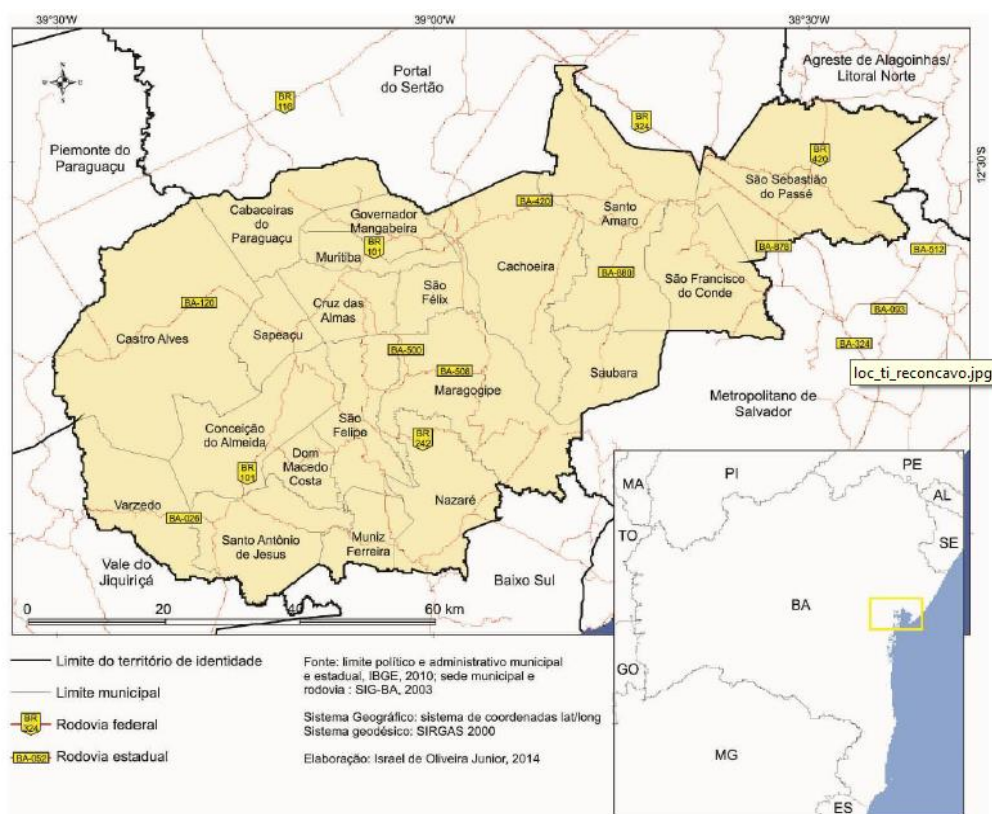 39°30'W
39°00'W
38°30'W
12°30'S
Agreste de Alagoinhas/
Litoral Norte
Portal
do Sertão
BR
116
BR
324
Piemonte do
Paraguaçu
BR
420
São Sebastião
do Passé
Cabaceiras
do
Paraguaçu
Governador
Mangabeira
BR
101
BA-420
Santo
Amaro
Muritiba
Cachoeira
BA-878
BA-512
BA-880
São Francisco
do Conde
São
Félix
BA-120
Cruz das
Almas
BA-093
Castro Alves
Sapeaçu
BA-500
BA-324
BA-508
Saubara
loc_ti_reconcavo.jpg
Maragogipe
Metropolitano de
Salvador
Conceição
do Almeida
São
Felipe
BR
242
Dom
Macedo
Costa
BR
101
Varzedo
BA-026
Nazaré
Santo Antônio
de Jesus
Muniz
Ferreira
Vale do
Jiquiriçá
Baixo Sul
0 20 40 60 km
MA
PI
PE
AL
TO
SE
BA
GO
MG
ES
Limite do território de identidade
Limite municipal
BR
324
Rodovia federal
BA-052
Rodovia estadual
Fonte: limite político e administrativo municipal
e estadual, IBGE, 2010; sede municipal e
rodovia : SIG-BA, 2003
Sistema Geográfico: sistema de coordenadas lat/long
Sistema geodésico: SIRGAS 2000
Elaboração: Israel de Oliveira Junior, 2014